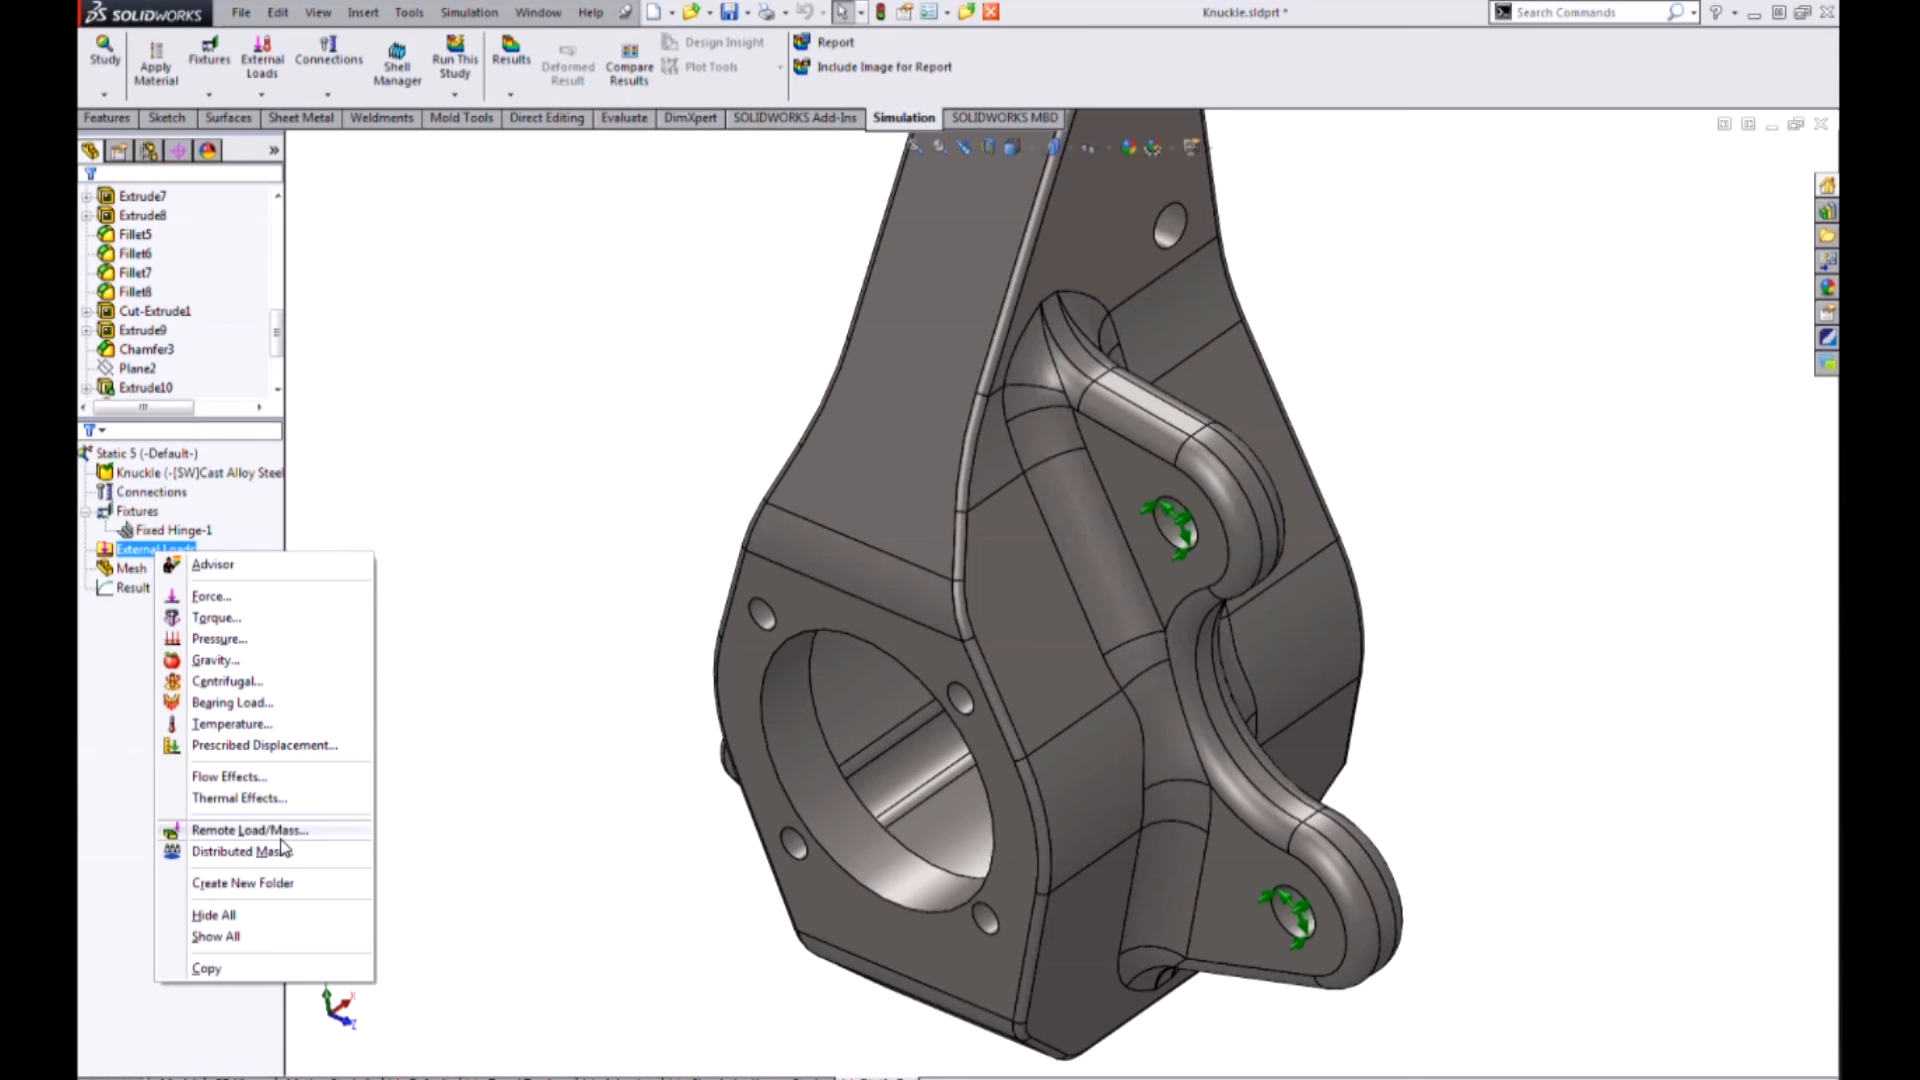 SOLIDWORKS
File Edit View Insert Tools Simulation Window Help
Knuckle.sldprt *
Search Commands
Study
Apply Material
Fixtures
External Loads
Connections
Shell Manager
Run This Study
Results
Deformed Result
Compare Results
Design Insight
Plot Tools
Report
Include Image for Report
Features Sketch Surfaces Sheet Metal Weldments Mold Tools Direct Editing Evaluate DimXpert SOLIDWORKS Add-Ins Simulation SOLIDWORKS MBD
Extrude7
Extrude8
Fillet5
Fillet6
Fillet7
Fillet8
Cut-Extrude1
Extrude9
Chamfer3
Plane2
Extrude10
Static 5 (-Default-)
Knuckle (-[SW]Cast Alloy Steel
Connections
Fixtures
Fixed Hinge-1
External Loads
Mesh
Result
Advisor
Force...
Torque...
Pressure...
Gravity...
Centrifugal...
Bearing Load...
Temperature...
Prescribed Displacement...
Flow Effects...
Thermal Effects...
Remote Load/Mass...
Distributed Mass...
Create New Folder
Hide All
Show All
Copy
X
Z